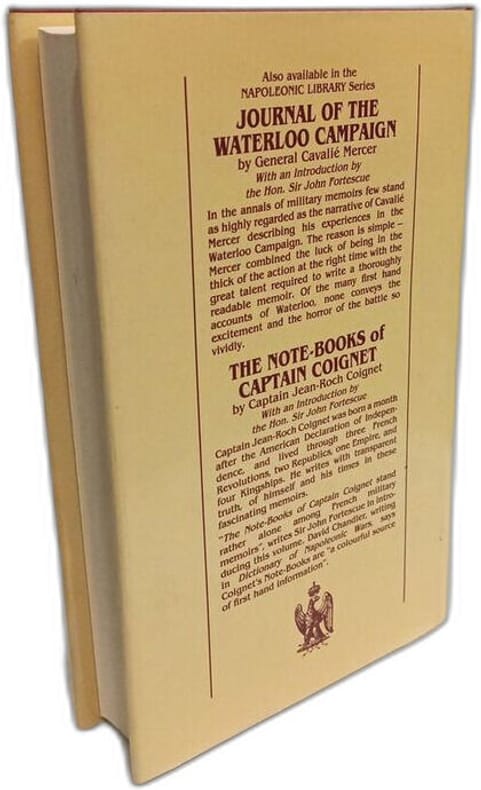 Also available in the
NAPOLEONIC LIBRARY Series
JOURNAL OF THE
WATERLOO CAMPAIGN
by General Cavalié Mercer
With an Introduction by
the Hon. Sir John Fortescue
In the annals of military memoirs few stand
as highly regarded as the narrative of Cavalié
Mercer describing his experiences in the
Waterloo Campaign. The reason is simple –
Mercer combined the luck of being in the
thick of the action at the right time with the
great talent required to write a thoroughly
readable memoir. Of the many first hand
accounts of Waterloo, none conveys the
excitement and the horror of the battle so
vividly.
THE NOTE-BOOKS of
CAPTAIN COIGNET
by Captain Jean-Roch Coignet
With an Introduction by
the Hon. Sir John Fortescue
Captain Jean-Roch Coignet was born a month
after the American Declaration of Indepen-
dence, and lived through three French
Revolutions, two Republics, one Empire, and
four Kingships. He writes with transparent
truth, of himself and his times in these
fascinating memoirs.
"The Note-Books of Captain Coignet stand
rather alone among French military
memoirs", writes Sir John Fortescue in intro-
ducing this volume. David Chandler, writing
in Dictionary of Napoleonic Wars, says
Coignet's Note-Books are "a colourful source
of first hand information".